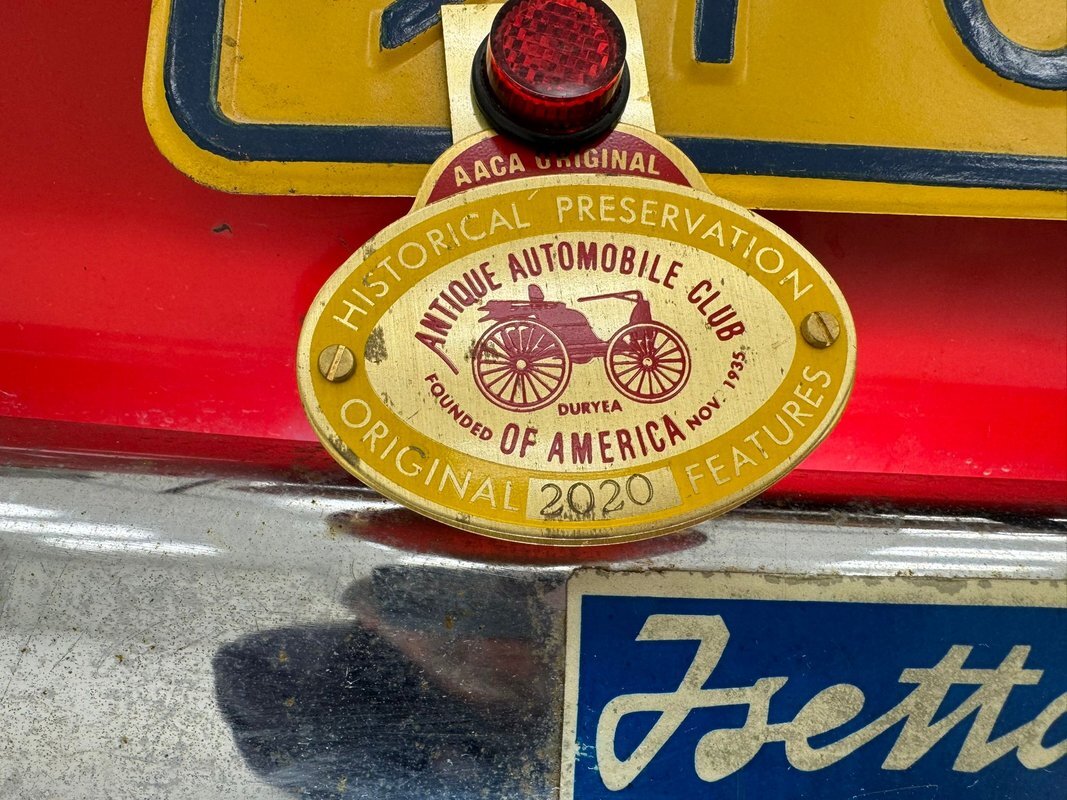 AACA ORIGINAL
HISTORICAL PRESERVATION
ANTIQUE AUTOMOBILE CLUB
DURYEA
FOUNDED
OF AMERICA
NOV. 1935
ORIGINAL
2020
FEATURES
Isetta